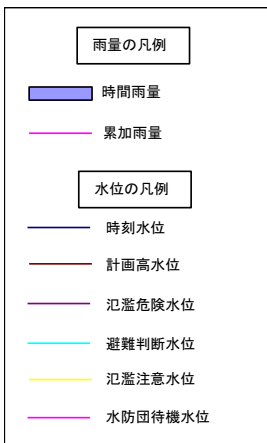 雨量の凡例
時間雨量
累加雨量
水位の凡例
時刻水位
計画高水位
氾濫危険水位
避難判断水位
氾濫注意水位
水防団待機水位